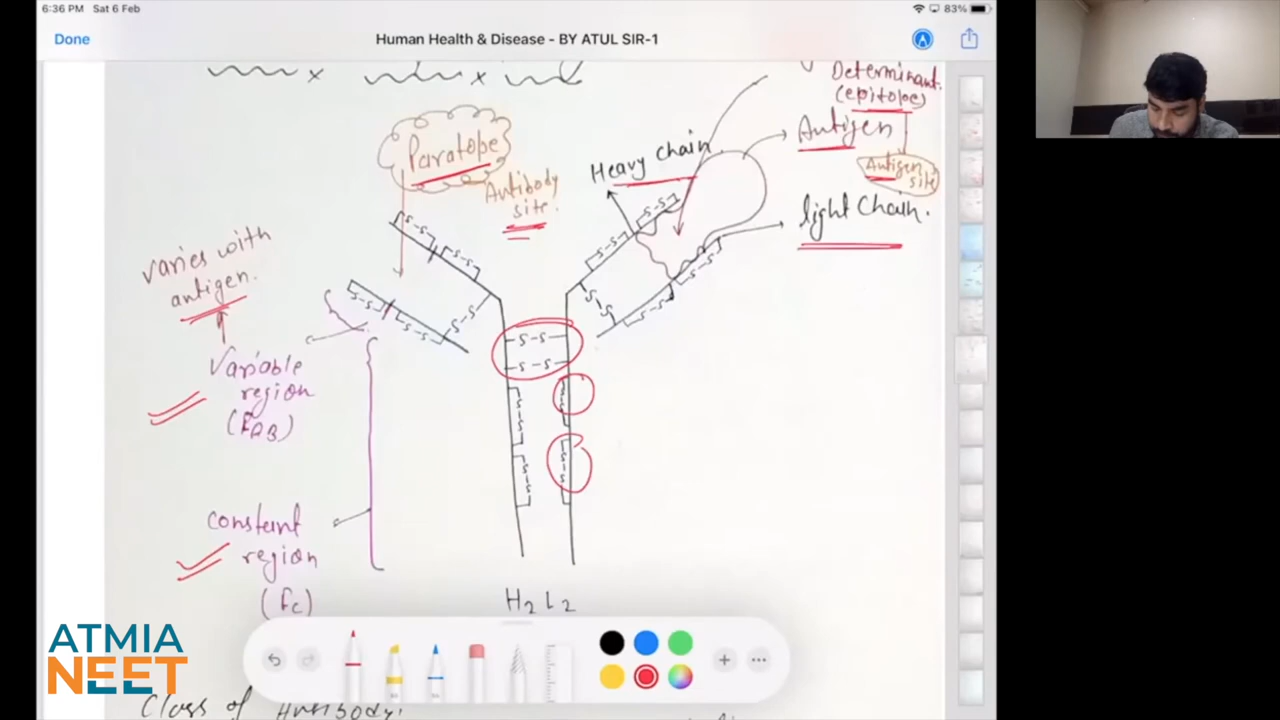 6:36 PM Sat 6 Feb
83%
Done
Human Health & Disease - BY ATUL SIR-1
Determinant
(epitope)
Antigen
Antigen
site
Paratope
Antibody
site.
Heavy chain
light chain.
varies with
antigen.
Variable
region
(FAB)
constant
region
(Fc)
S-S
S-S
S-S
S-S
S-S
S-S
S-S
S-S
S-S
S-S
S-S
S-S
H2L2
ATMIA
NEET
Class of Antibody: